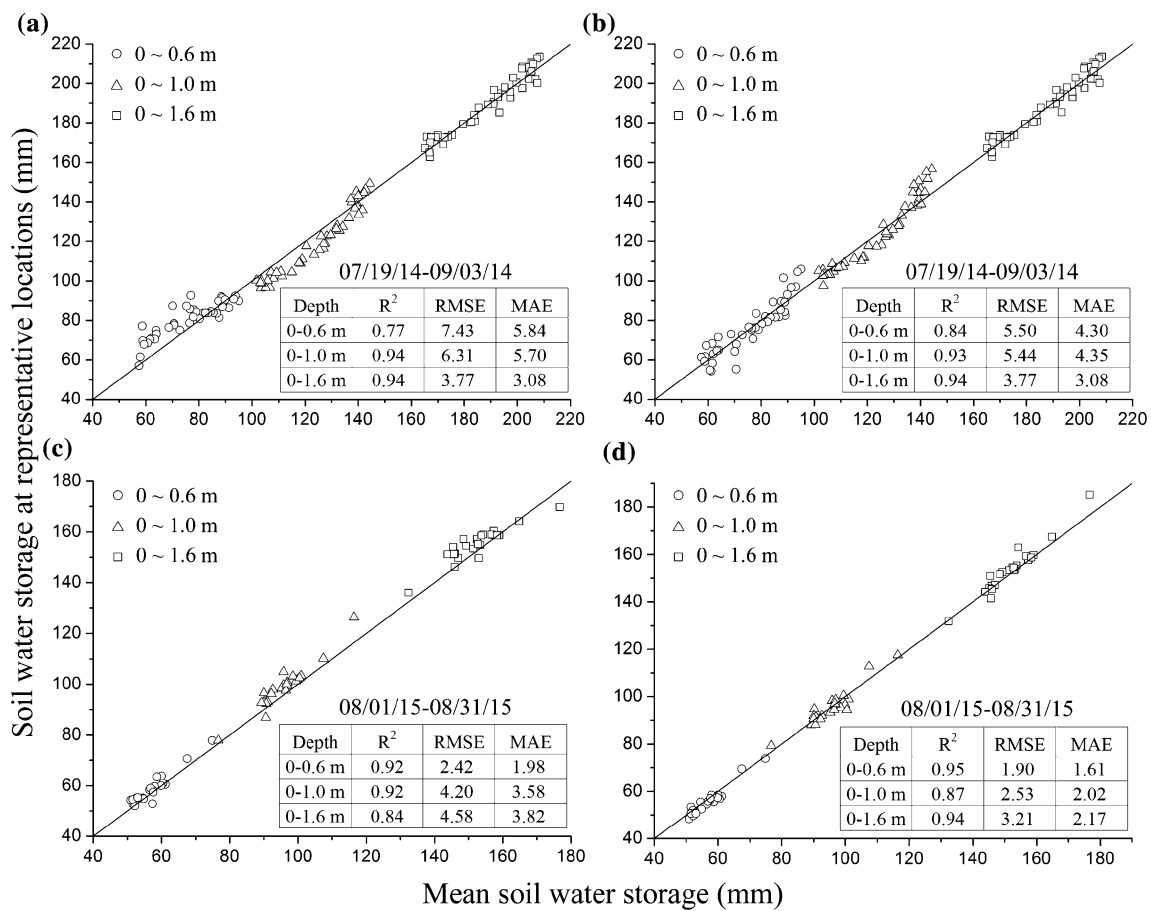 (a)
220
200
180
160
140
120
100
80
60
40
0 ~ 0.6 m
0 ~ 1.0 m
0 ~ 1.6 m
07/19/14-09/03/14
Depth R² RMSE MAE
0-0.6 m 0.77 7.43 5.84
0-1.0 m 0.94 6.31 5.70
0-1.6 m 0.94 3.77 3.08
40 60 80 100 120 140 160 180 200 220
(b)
220
200
180
160
140
120
100
80
60
40
0 ~ 0.6 m
0 ~ 1.0 m
0 ~ 1.6 m
07/19/14-09/03/14
Depth R² RMSE MAE
0-0.6 m 0.84 5.50 4.30
0-1.0 m 0.93 5.44 4.35
0-1.6 m 0.94 3.77 3.08
40 60 80 100 120 140 160 180 200 220
(c)
180
160
140
120
100
80
60
40
0 ~ 0.6 m
0 ~ 1.0 m
0 ~ 1.6 m
08/01/15-08/31/15
Depth R² RMSE MAE
0-0.6 m 0.92 2.42 1.98
0-1.0 m 0.92 4.20 3.58
0-1.6 m 0.84 4.58 3.82
40 60 80 100 120 140 160 180
(d)
180
160
140
120
100
80
60
40
0 ~ 0.6 m
0 ~ 1.0 m
0 ~ 1.6 m
08/01/15-08/31/15
Depth R² RMSE MAE
0-0.6 m 0.95 1.90 1.61
0-1.0 m 0.87 2.53 2.02
0-1.6 m 0.94 3.21 2.17
40 60 80 100 120 140 160 180
Soil water storage at representative locations (mm)
Mean soil water storage (mm)